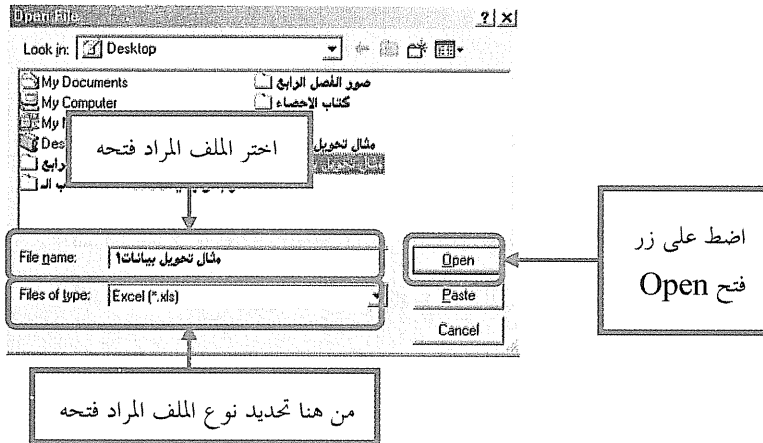 Open File
Look in: Desktop
My Documents
صور الفصل الرابع
My Computer
كتاب الاحصاء
مثال تحويل
اختر الملف المراد فتحه
File name: مثال تحويل بيانات١
Open
Files of type: Excel (*.xls)
Paste
Cancel
اضط على زر
فتح Open
من هنا تحديد نوع الملف المراد فتحه